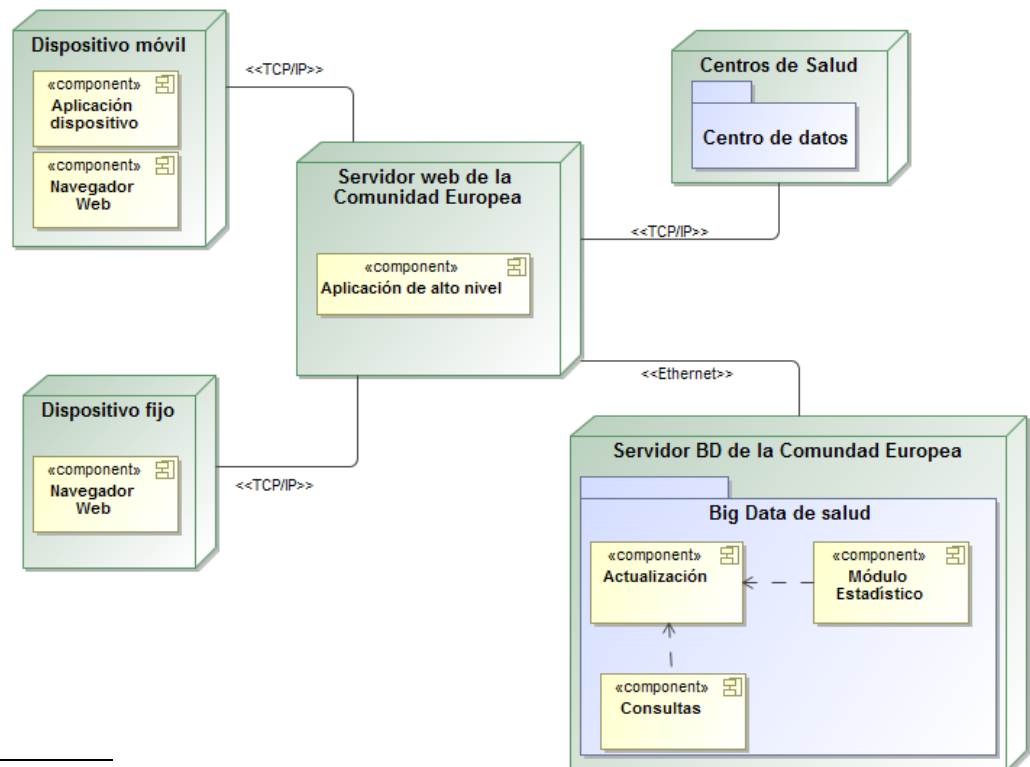 Dispositivo móvil
«component»
Aplicación
dispositivo
«component»
Navegador
Web
<<TCP/IP>>
Centros de Salud
Centro de datos
Servidor web de la
Comunidad Europea
«component»
Aplicación de alto nivel
<<TCP/IP>>
<<Ethernet>>
Dispositivo fijo
«component»
Navegador
Web
<<TCP/IP>>
Servidor BD de la Comundad Europea
Big Data de salud
«component»
Actualización
«component»
Módulo
Estadístico
«component»
Consultas